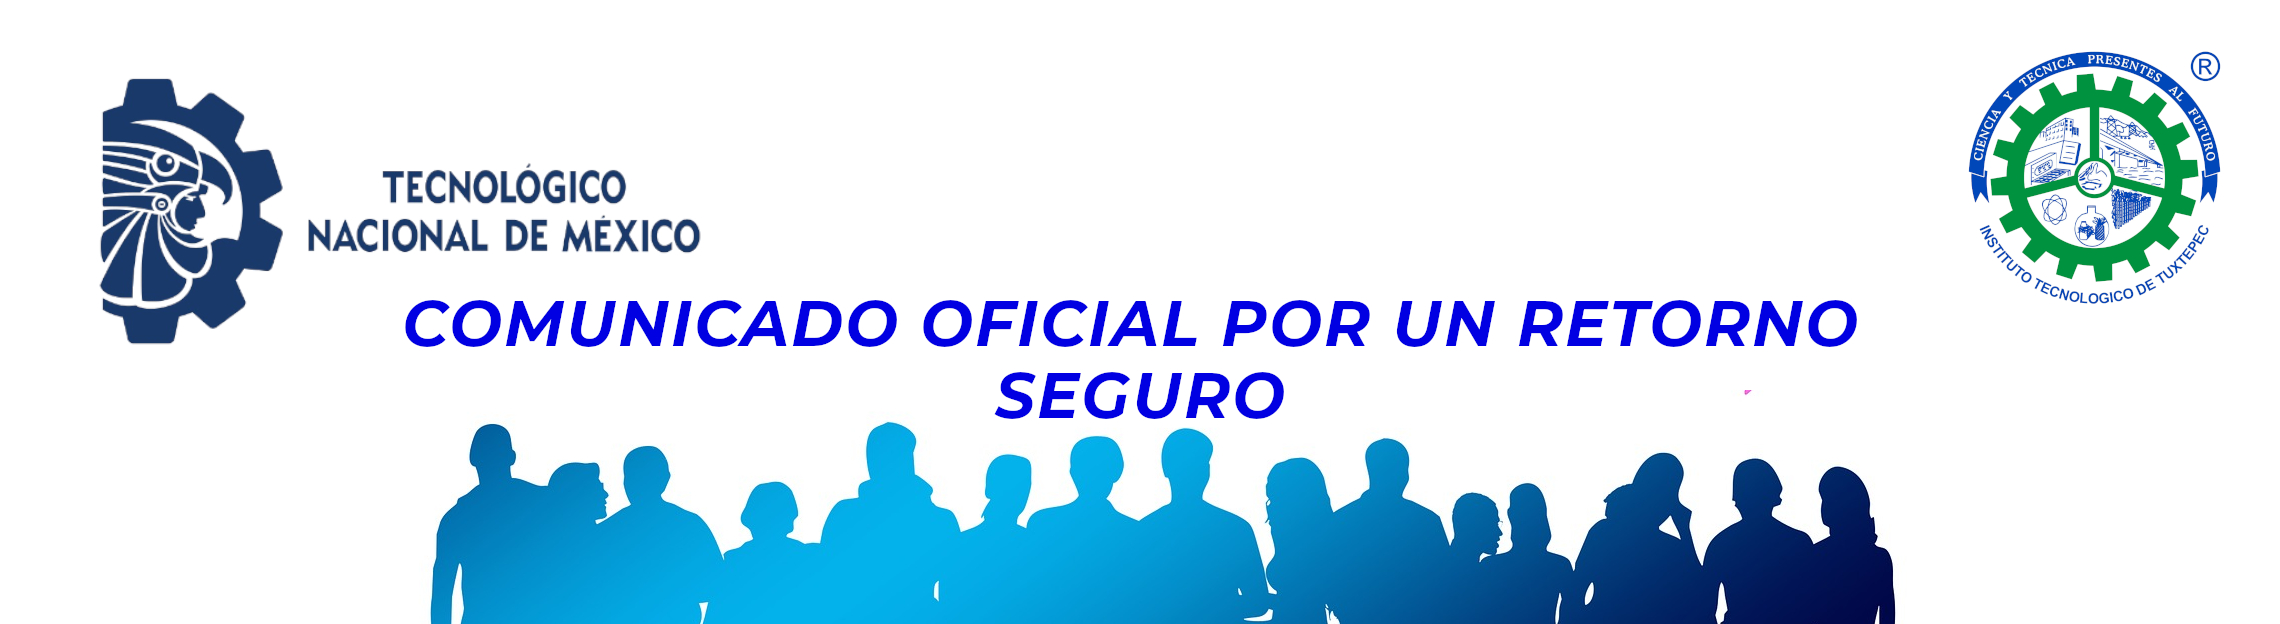 TECNOLÓGICO
NACIONAL DE MÉXICO
CIENCIA Y TECNICA PRESENTES AL FUTURO
®
INSTITUTO TECNOLOGICO DE TUXTEPEC
COMUNICADO OFICIAL POR UN RETORNO
SEGURO